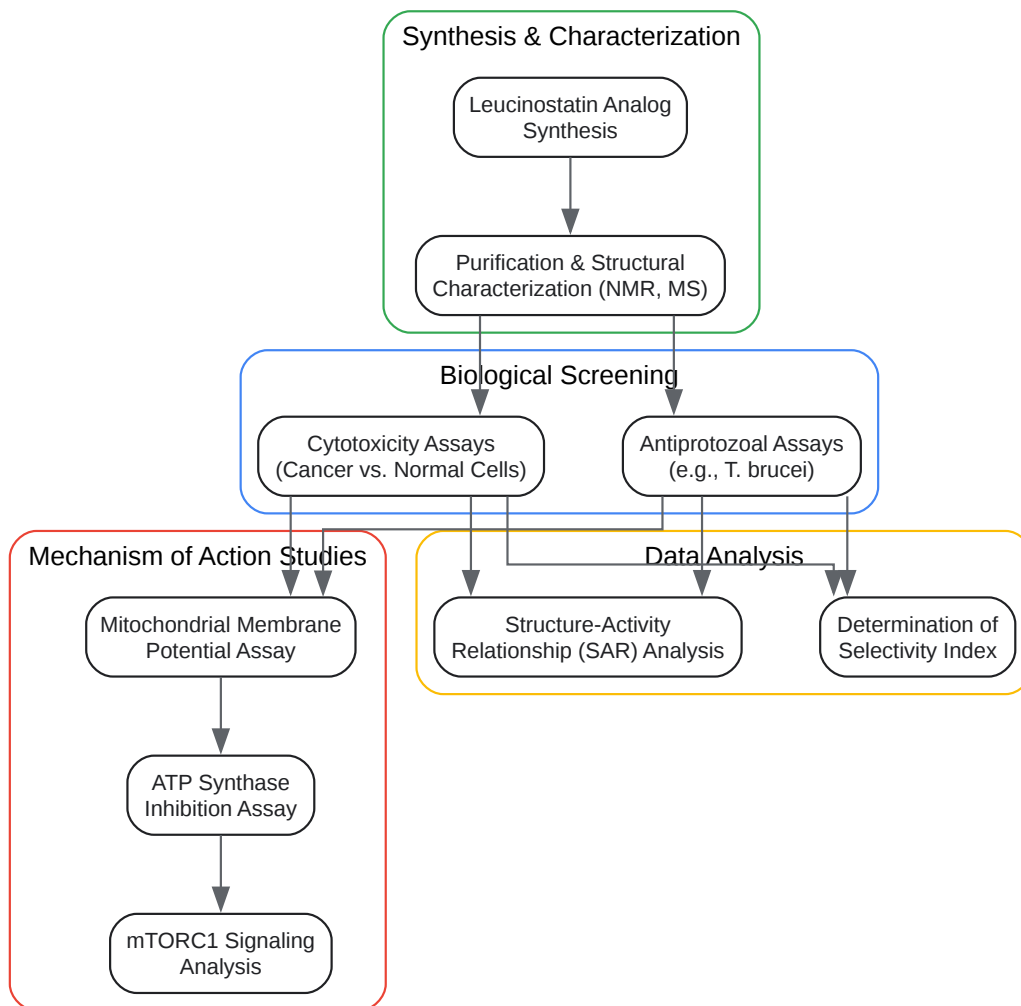 Synthesis & Characterization
Leucinostatin Analog
Synthesis
Purification & Structural
Characterization (NMR, MS)
Biological Screening
Cytotoxicity Assays
(Cancer vs. Normal Cells)
Antiprotozoal Assays
(e.g., T. brucei)
Mechanism of Action Studies
Data Analysis
Mitochondrial Membrane
Potential Assay
Structure-Activity
Relationship (SAR) Analysis
Determination of
Selectivity Index
ATP Synthase
Inhibition Assay
mTORC1 Signaling
Analysis